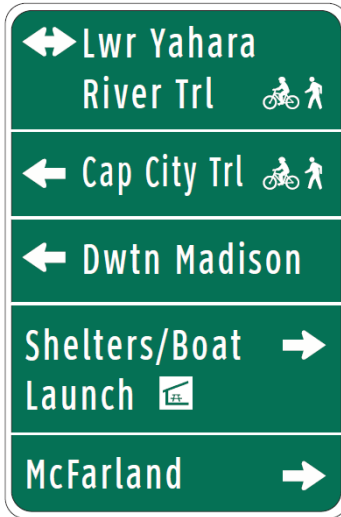 Lwr Yahara
River Trl
Cap City Trl
Dwtn Madison
Shelters/Boat
Launch
McFarland